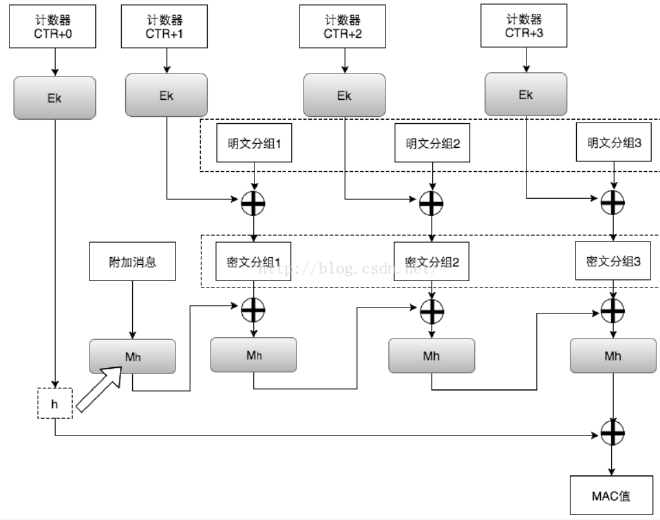 计数器
CTR+0
计数器
CTR+1
计数器
CTR+2
计数器
CTR+3
Ek
Ek
Ek
Ek
明文分组1
明文分组2
明文分组3
附加消息
密文分组1
密文分组2
密文分组3
http://blog.csdn.net/
Mh
Mh
Mh
Mh
h
MAC值